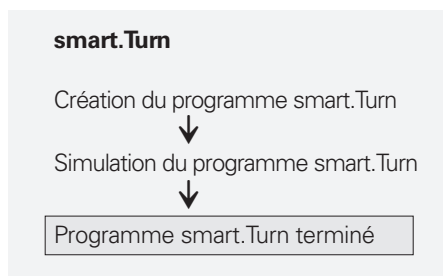 smart.Turn
Création du programme smart.Turn
Simulation du programme smart.Turn
Programme smart.Turn terminé